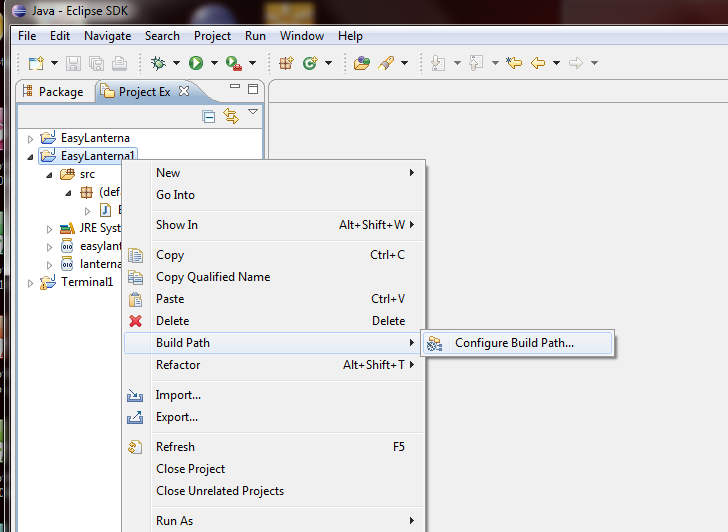 Java - Eclipse SDK
File Edit Navigate Search Project Run Window Help
Package Project Ex
EasyLanterna
EasyLanterna1
src
(defa
JRE Syst
easylant
lanterna
Terminal1
New
Go Into
Show In Alt+Shift+W
Copy Ctrl+C
Copy Qualified Name
Paste Ctrl+V
Delete Delete
Build Path
Configure Build Path...
Refactor Alt+Shift+T
Import...
Export...
Refresh F5
Close Project
Close Unrelated Projects
Run As